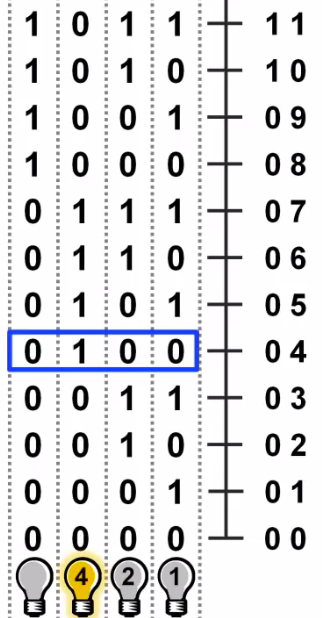 1 0 1 1 11
1 0 1 0 10
1 0 0 1 09
1 0 0 0 08
0 1 1 1 07
0 1 1 0 06
0 1 0 1 05
0 1 0 0 04
0 0 1 1 03
0 0 1 0 02
0 0 0 1 01
0 0 0 0 00
4 2 1